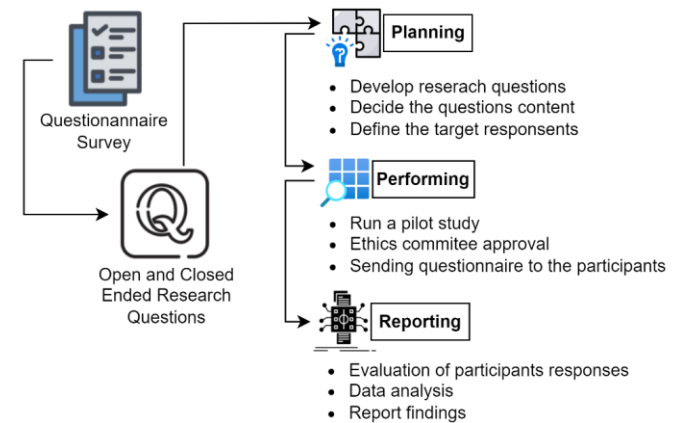 Questionannaire
Survey
Open and Closed
Ended Research
Questions
Planning
• Develop reserach questions
• Decide the questions content
• Define the target responsents
Performing
• Run a pilot study
• Ethics commitee approval
• Sending questionnaire to the participants
Reporting
• Evaluation of participants responses
• Data analysis
• Report findings